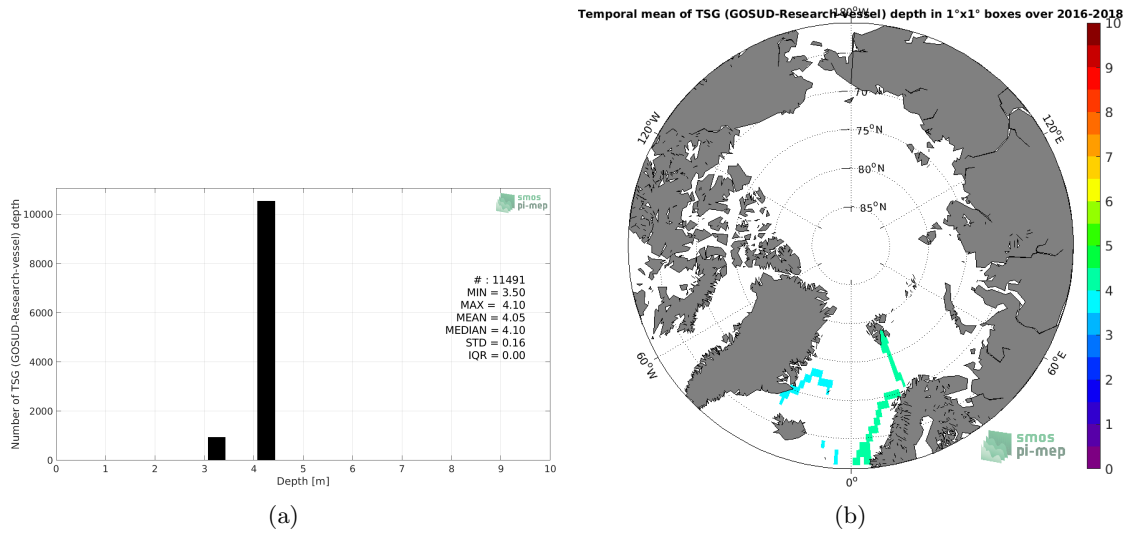 Temporal mean of TSG (GOSUD-Research-vessel) depth in 1°x1° boxes over 2016-2018
Number of TSG (GOSUD-Research-vessel) depth
10000
8000
6000
4000
2000
0
0 1 2 3 4 5 6 7 8 9 10
Depth [m]
smos
pi-mep
# : 11491
MIN = 3.50
MAX = 4.10
MEAN = 4.05
MEDIAN = 4.10
STD = 0.16
IQR = 0.00
(a)
180°W
120°W
120°E
60°W
60°E
0°
70
75°N
80°N
85°N
smos
pi-mep
10
9
8
7
6
5
4
3
2
1
0
(b)